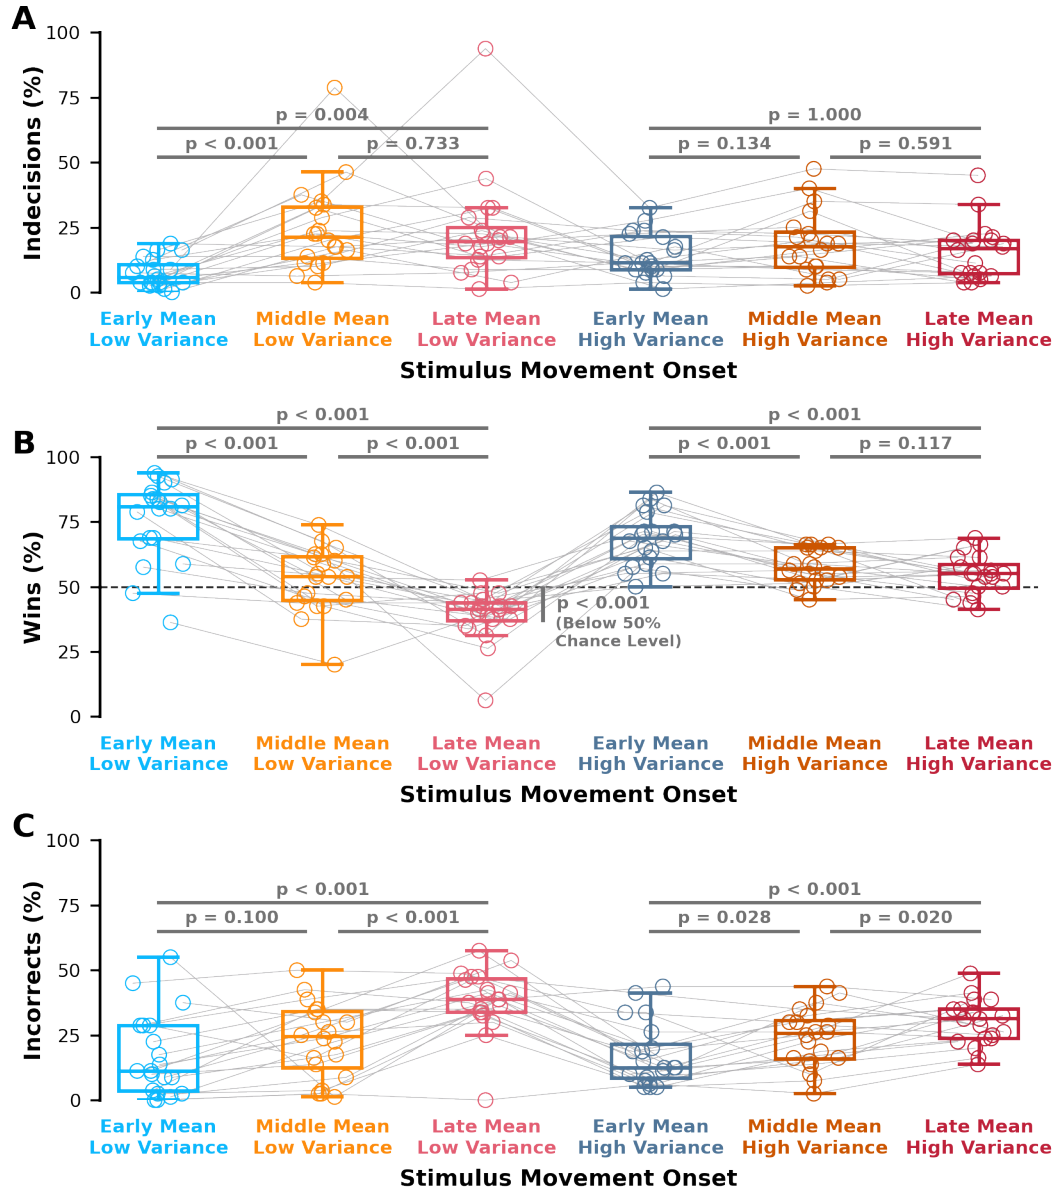 A
100
75
50
25
0
Indecisions (%)
p = 0.004
p < 0.001
p = 0.733
p = 1.000
p = 0.134
p = 0.591
Early Mean
Low Variance
Middle Mean
Low Variance
Late Mean
Low Variance
Early Mean
High Variance
Middle Mean
High Variance
Late Mean
High Variance
Stimulus Movement Onset
B
100
75
50
25
0
Wins (%)
p < 0.001
p < 0.001
p < 0.001
p < 0.001
p < 0.001
p = 0.117
p < 0.001
(Below 50%
Chance Level)
Early Mean
Low Variance
Middle Mean
Low Variance
Late Mean
Low Variance
Early Mean
High Variance
Middle Mean
High Variance
Late Mean
High Variance
Stimulus Movement Onset
C
100
75
50
25
0
Incorrects (%)
p < 0.001
p = 0.100
p < 0.001
p < 0.001
p = 0.028
p = 0.020
Early Mean
Low Variance
Middle Mean
Low Variance
Late Mean
Low Variance
Early Mean
High Variance
Middle Mean
High Variance
Late Mean
High Variance
Stimulus Movement Onset